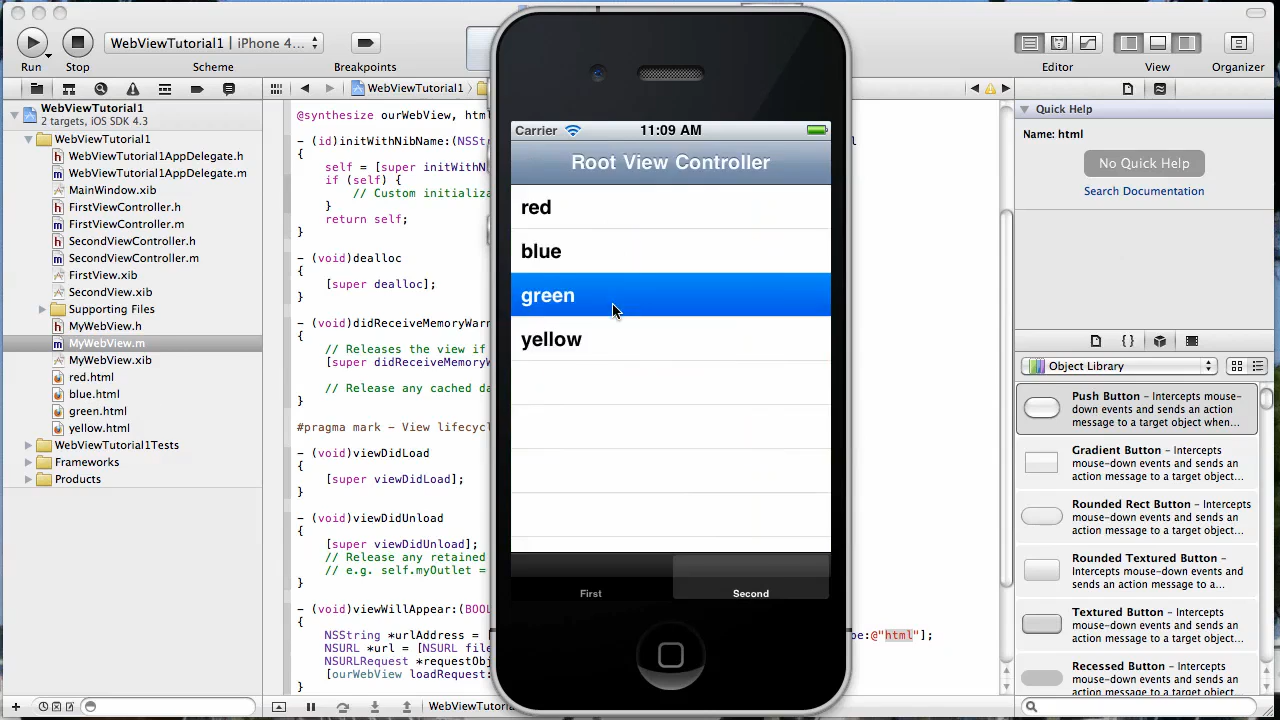 WebViewTutorial1 | iPhone 4...
Run
Stop
Scheme
Breakpoints
Editor
View
Organizer
WebViewTutorial1
2 targets, iOS SDK 4.3
WebViewTutorial1
WebViewTutorial1AppDelegate.h
WebViewTutorial1AppDelegate.m
MainWindow.xib
FirstViewController.h
FirstViewController.m
SecondViewController.h
SecondViewController.m
FirstView.xib
SecondView.xib
Supporting Files
MyWebView.h
MyWebView.m
MyWebView.xib
red.html
blue.html
green.html
yellow.html
WebViewTutorial1Tests
Frameworks
Products
WebViewTutorial1
@synthesize ourWebView, htm
- (id)initWithNibName:(NSS
l
self = [super initWithN
if (self) {
// Custom initializa
}
return self;
}
- (void)dealloc
{
[super dealloc];
}
- (void)didReceiveMemoryWarn
{
// Releases the view if
[super didReceiveMemoryW
// Release any cached da
}
#pragma mark - View lifecyc
- (void)viewDidLoad
{
[super viewDidLoad];
}
- (void)viewDidUnload
{
[super viewDidUnload];
// Release any retained
// e.g. self.myOutlet =
}
- (void)viewWillAppear:(BOOL
{
NSString *urlAddress = [
pe:@"html"];
NSURL *url = [NSURL file
NSURLRequest *requestObj
[ourWebView loadRequest:
}
WebViewTutoria
Carrier
11:09 AM
Root View Controller
red
blue
green
yellow
First
Second
Quick Help
Name: html
No Quick Help
Search Documentation
{}
Object Library
Push Button - Intercepts mouse-
down events and sends an action
message to a target object when...
Gradient Button - Intercepts
mouse-down events and sends an
action message to a target object...
Rounded Rect Button - Intercepts
mouse-down events and sends an
action message to a target object...
Rounded Textured Button -
Intercepts mouse-down events and
sends an action message to a...
Textured Button - Intercepts
mouse-down events and sends an
action message to a target object...
Recessed Button - Intercepts
mouse-down events and sends an